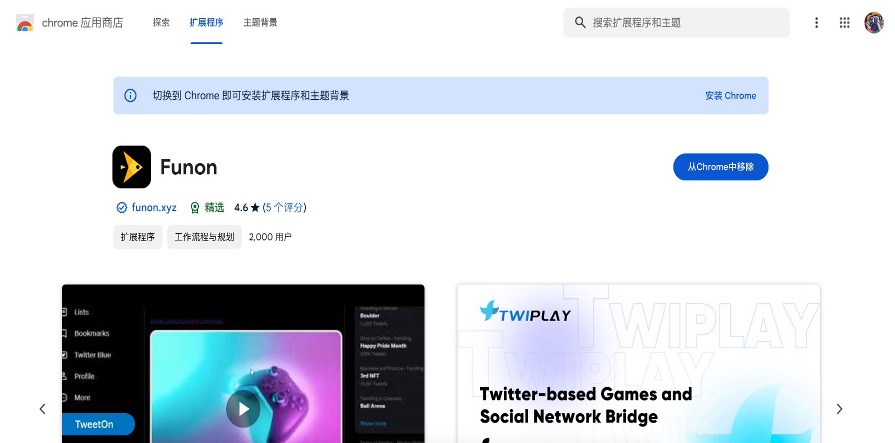 chrome 应用商店
探索
扩展程序
主题背景
搜索扩展程序和主题
切换到 Chrome 即可安装扩展程序和主题背景
安装 Chrome
Funon
从Chrome中移除
funon.xyz
精选
4.6 ★ (5 个评分)
扩展程序
工作流程与规划
2,000 用户
Lists
Bookmarks
Twitter Blue
Profile
More
TweetOn
Boulder
Happy Pride Month
3rd NFT
Ball Arena
Show more
TWIPLAY
TWIPLAY
TWIPLAY
Twitter-based Games and
Social Network Bridge